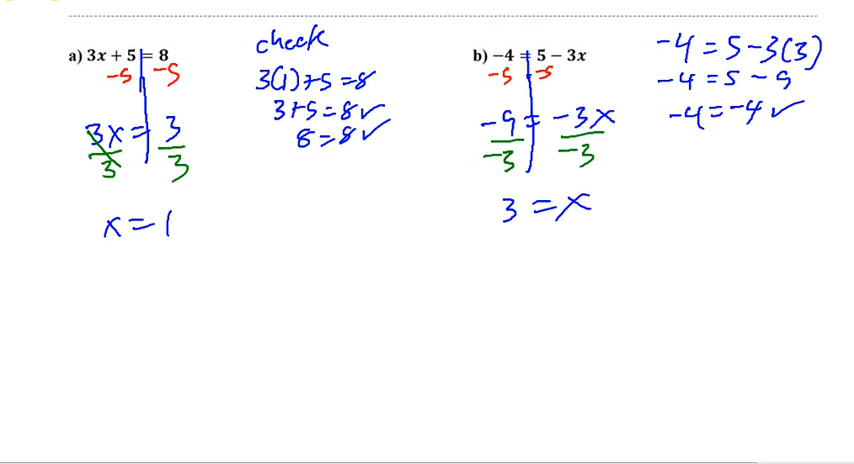 a) 3x + 5 = 8
-5 -5
3x = 3
3 3
x = 1
check
3(1)+5 = 8
3+5 = 8 ✓
8 = 8 ✓
b) −4 = 5 − 3x
-5 -5
-9 = -3x
-3 -3
3 = x
-4 = 5 - 3(3)
-4 = 5 - 9
-4 = -4 ✓